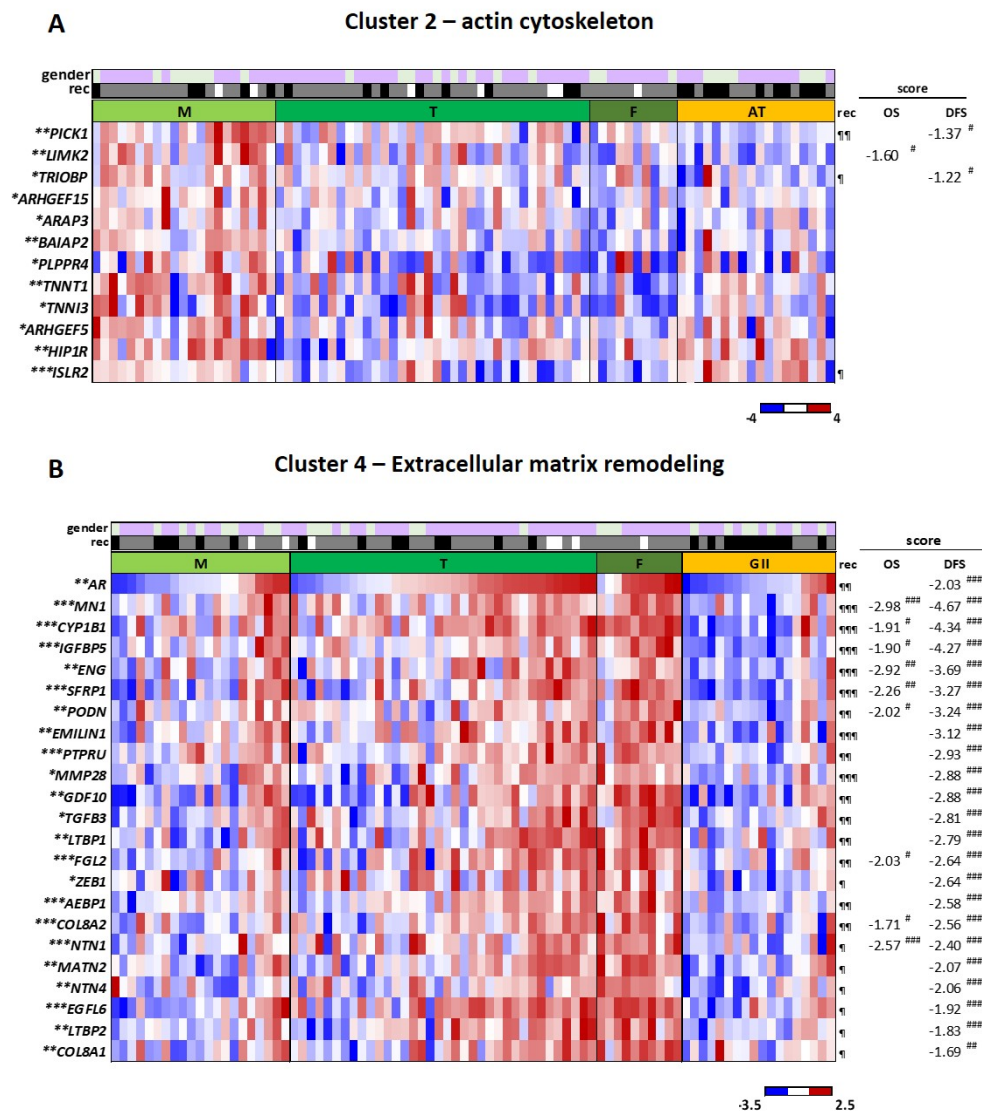 A
Cluster 2 – actin cytoskeleton
gender
rec
score
M T F AT rec OS DFS
**PICK1 ¶¶ -1.37 #
**LIMK2 -1.60 #
*TRIOBP ¶ -1.22 #
*ARHGEF15
*ARAP3
**BAIAP2
*PLPPR4
**TNNT1
*TNNI3
*ARHGEF5
**HIP1R
***ISLR2 ¶
-4 4
B
Cluster 4 – Extracellular matrix remodeling
gender
rec
score
M T F GII rec OS DFS
**AR ¶¶ -2.03 ###
***MN1 ¶¶¶ -2.98 ### -4.67 ###
***CYP1B1 ¶¶¶ -1.91 # -4.34 ###
***IGFBP5 ¶¶¶ -1.90 # -4.27 ###
**ENG ¶¶¶ -2.92 ## -3.69 ###
***SFRP1 ¶¶¶ -2.26 ## -3.27 ###
**PODN ¶¶ -2.02 # -3.24 ###
**EMILIN1 ¶¶¶ -3.12 ###
***PTPRU ¶¶ -2.93 ###
*MMP28 ¶¶¶ -2.88 ###
**GDF10 ¶¶ -2.88 ###
*TGFB3 ¶¶ -2.81 ###
**LTBP1 ¶¶ -2.79 ###
***FGL2 ¶¶ -2.03 # -2.64 ###
*ZEB1 ¶ -2.64 ###
***AEBP1 ¶¶ -2.58 ###
***COL8A2 ¶¶ -1.71 # -2.56 ###
***NTN1 ¶ -2.57 ### -2.40 ###
**MATN2 ¶ -2.07 ###
**NTN4 ¶ -2.06 ###
***EGFL6 ¶ -1.92 ###
**LTBP2 ¶ -1.83 ###
**COL8A1 ¶ -1.69 ##
-3.5 2.5